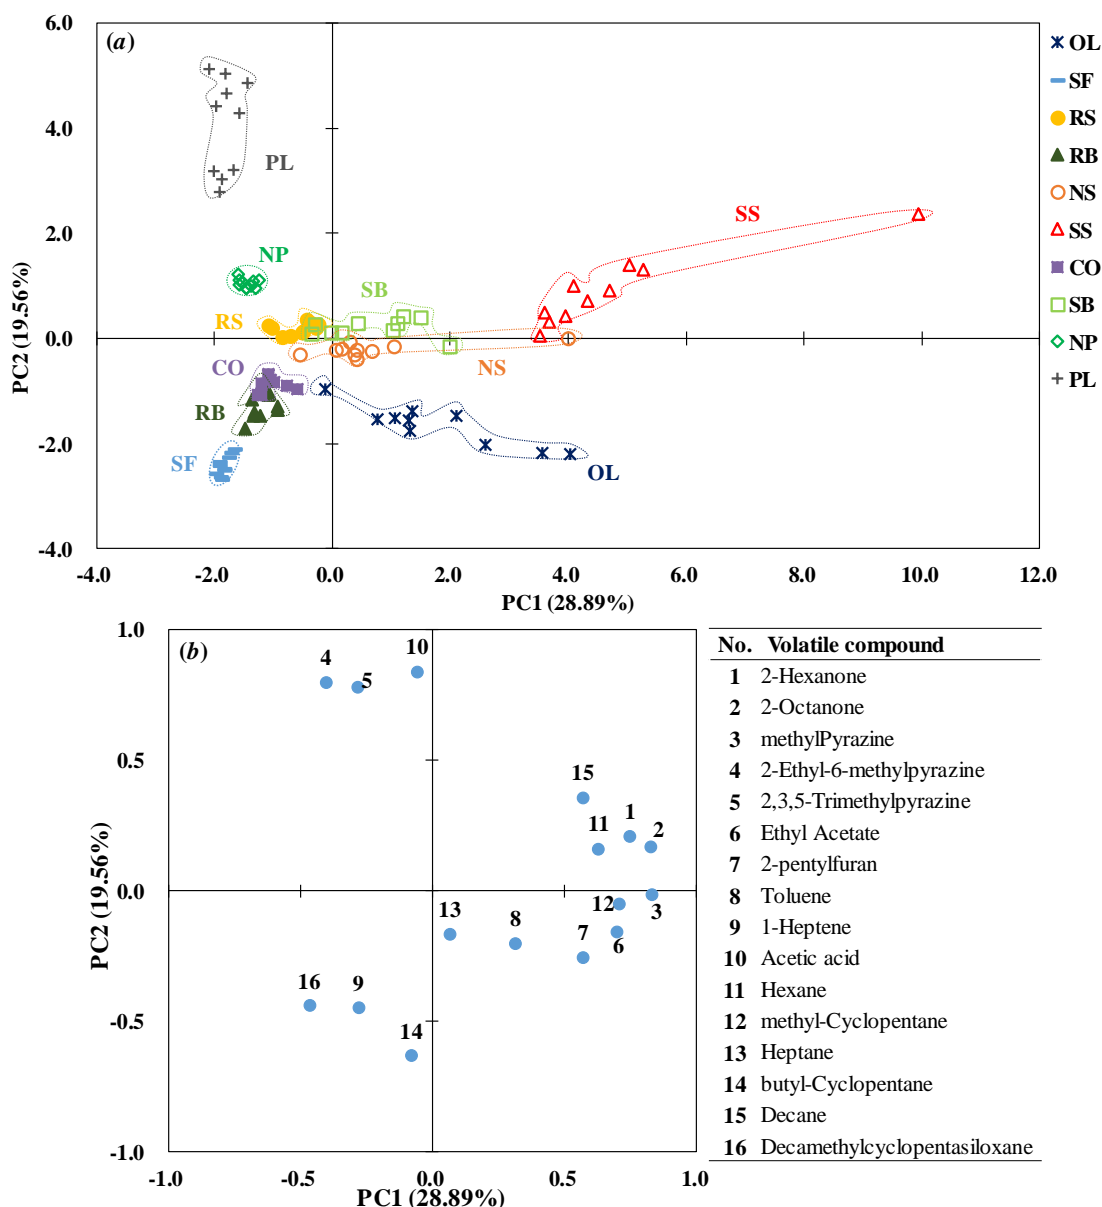 (a)
6.0
4.0
2.0
0.0
-2.0
-4.0
PC2 (19.56%)
-4.0 -2.0 0.0 2.0 4.0 6.0 8.0 10.0 12.0
PC1 (28.89%)
PL
NP
RS
SB
SS
NS
CO
RB
SF
OL
OL
SF
RS
RB
NS
SS
CO
SB
NP
PL
(b)
1.0
0.5
0.0
-0.5
-1.0
PC2 (19.56%)
-1.0 -0.5 0.0 0.5 1.0
PC1 (28.89%)
4
5
10
15
11
1
2
12
3
13
8
7
6
16
9
14
No. Volatile compound
1 2-Hexanone
2 2-Octanone
3 methylPyrazine
4 2-Ethyl-6-methylpyrazine
5 2,3,5-Trimethylpyrazine
6 Ethyl Acetate
7 2-pentylfuran
8 Toluene
9 1-Heptene
10 Acetic acid
11 Hexane
12 methyl-Cyclopentane
13 Heptane
14 butyl-Cyclopentane
15 Decane
16 Decamethylcyclopentasiloxane